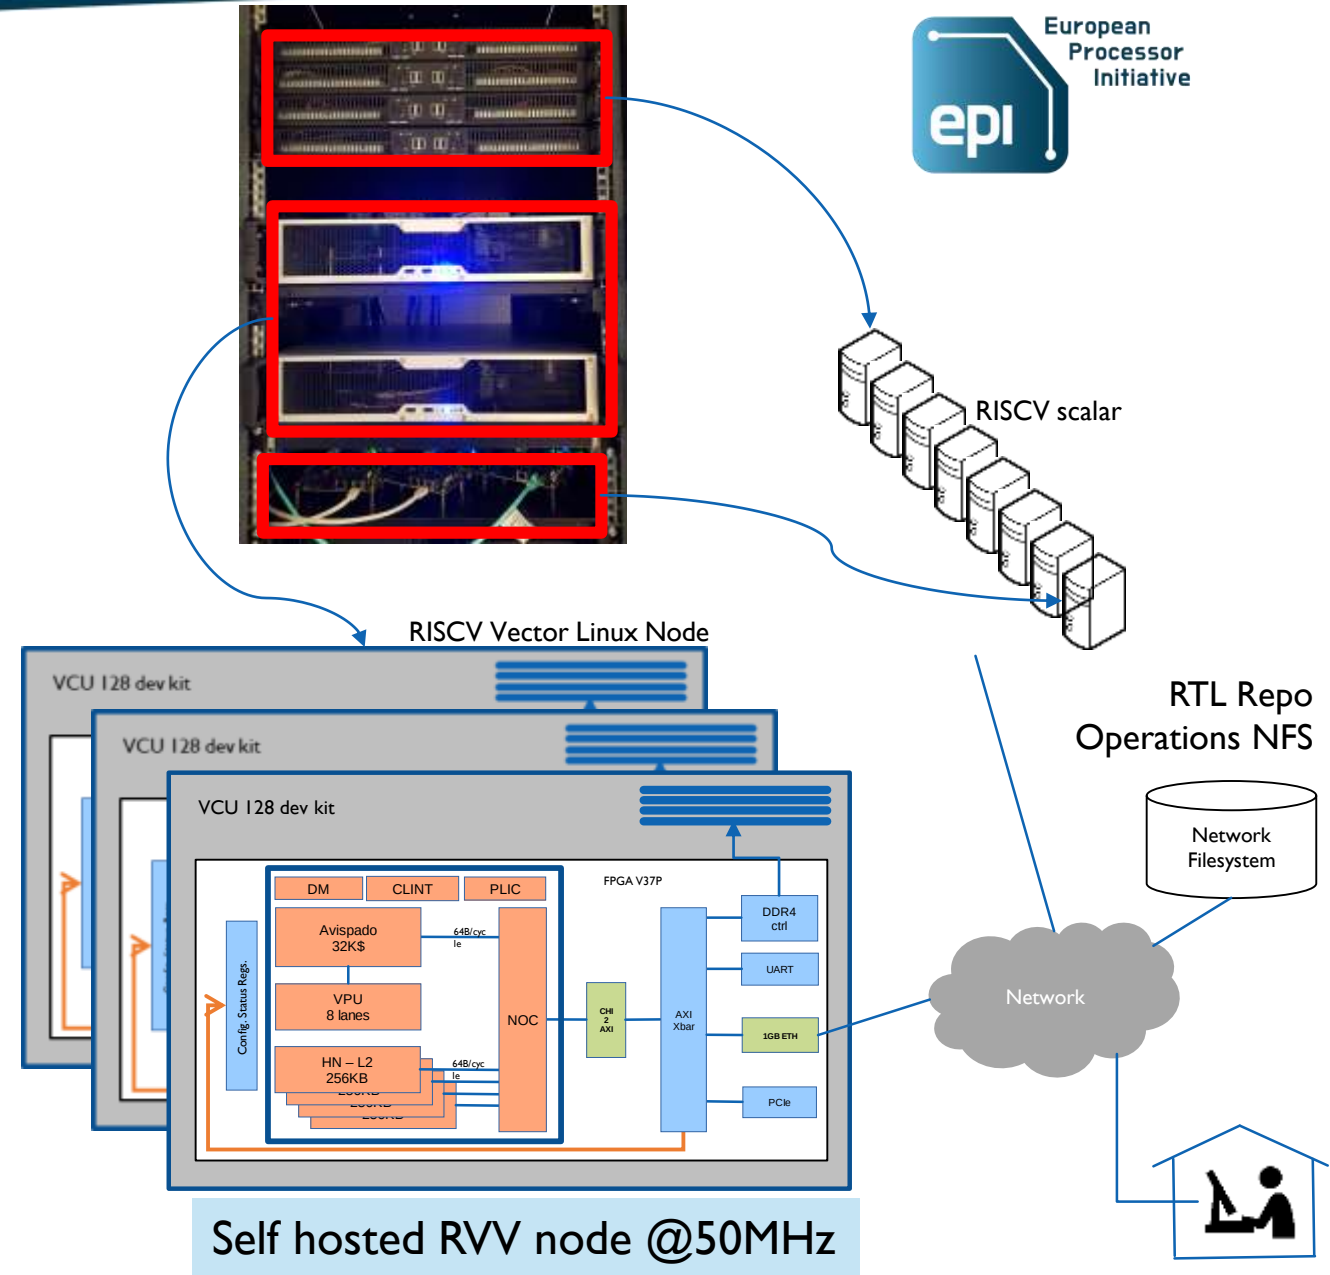 European
Processor
Initiative
epi
RISCV scalar
RISCV Vector Linux Node
VCU 128 dev kit
VCU 128 dev kit
VCU 128 dev kit
RTL Repo
Operations NFS
Network
Filesystem
FPGA V37P
DM
CLINT
PLIC
Avispado
32K$
64B/cyc
le
VPU
8 lanes
HN – L2
256KB
64B/cyc
le
256KB
256KB
256KB
NOC
Config. Status Regs.
CHI
2
AXI
AXI
Xbar
DDR4
ctrl
UART
1GB ETH
PCIe
Network
Self hosted RVV node @50MHz